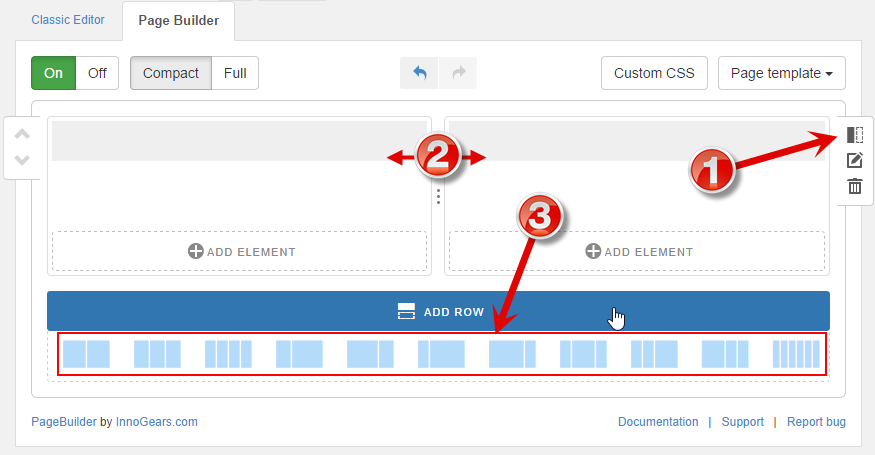 Classic Editor Page Builder
On Off Compact Full Custom CSS Page template
1
2
3
ADD ELEMENT ADD ELEMENT
ADD ROW
PageBuilder by InnoGears.com Documentation | Support | Report bug